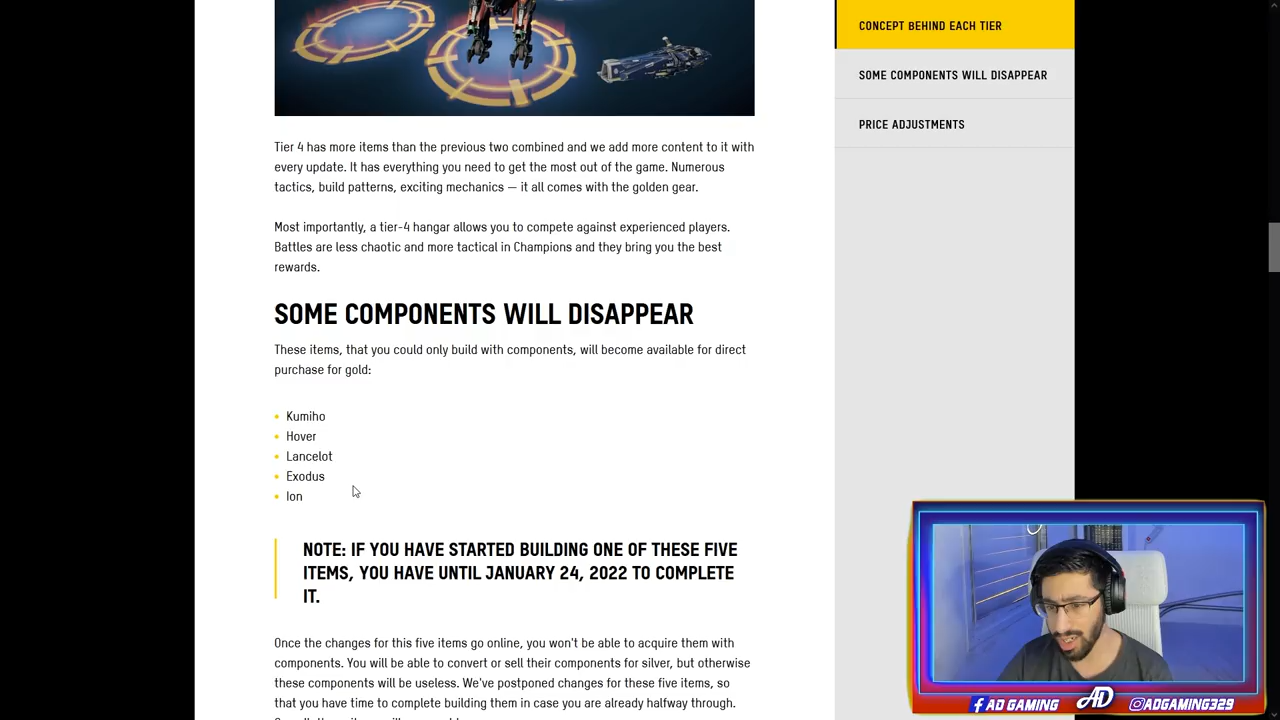 CONCEPT BEHIND EACH TIER
SOME COMPONENTS WILL DISAPPEAR
PRICE ADJUSTMENTS
Tier 4 has more items than the previous two combined and we add more content to it with
every update. It has everything you need to get the most out of the game. Numerous
tactics, build patterns, exciting mechanics — it all comes with the golden gear.
Most importantly, a tier-4 hangar allows you to compete against experienced players.
Battles are less chaotic and more tactical in Champions and they bring you the best
rewards.
SOME COMPONENTS WILL DISAPPEAR
These items, that you could only build with components, will become available for direct
purchase for gold:
• Kumiho
• Hover
• Lancelot
• Exodus
• Ion
NOTE: IF YOU HAVE STARTED BUILDING ONE OF THESE FIVE
ITEMS, YOU HAVE UNTIL JANUARY 24, 2022 TO COMPLETE
IT.
Once the changes for this five items go online, you won't be able to acquire them with
components. You will be able to convert or sell their components for silver, but otherwise
these components will be useless. We've postponed changes for these five items, so
that you have time to complete building them in case you are already halfway through.
AD GAMING
AD
@ADGAMING329